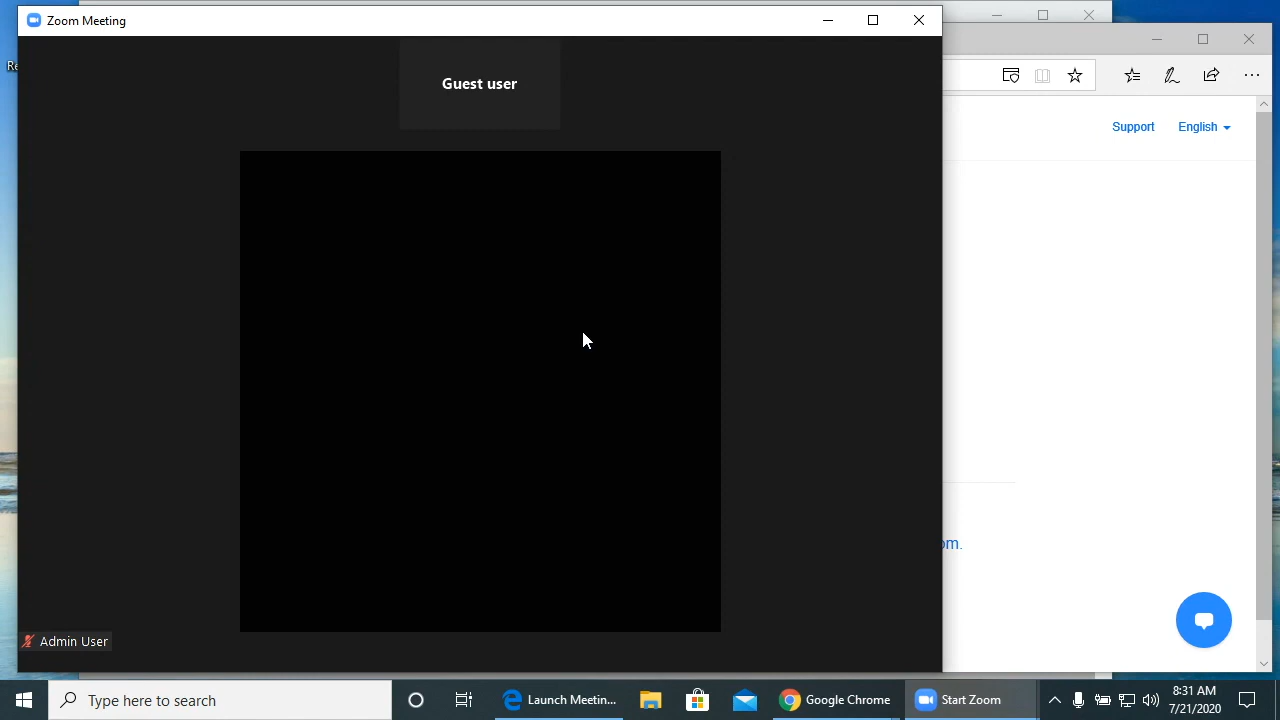 Re
Zoom Meeting
Guest user
Support English
om.
Admin User
Type here to search
Launch Meetin...
Google Chrome
Start Zoom
8:31 AM
7/21/2020